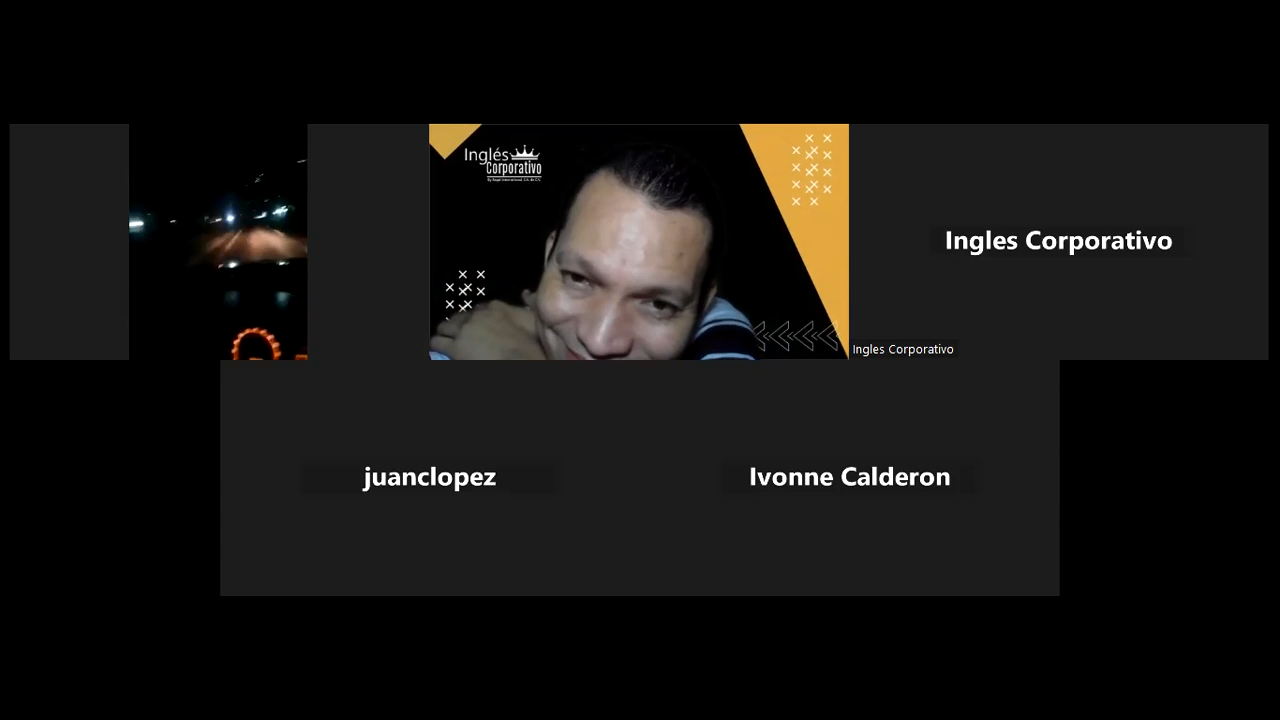 Inglés
Corporativo
Ingles Corporativo
Ingles Corporativo
juanclopez
Ivonne Calderon